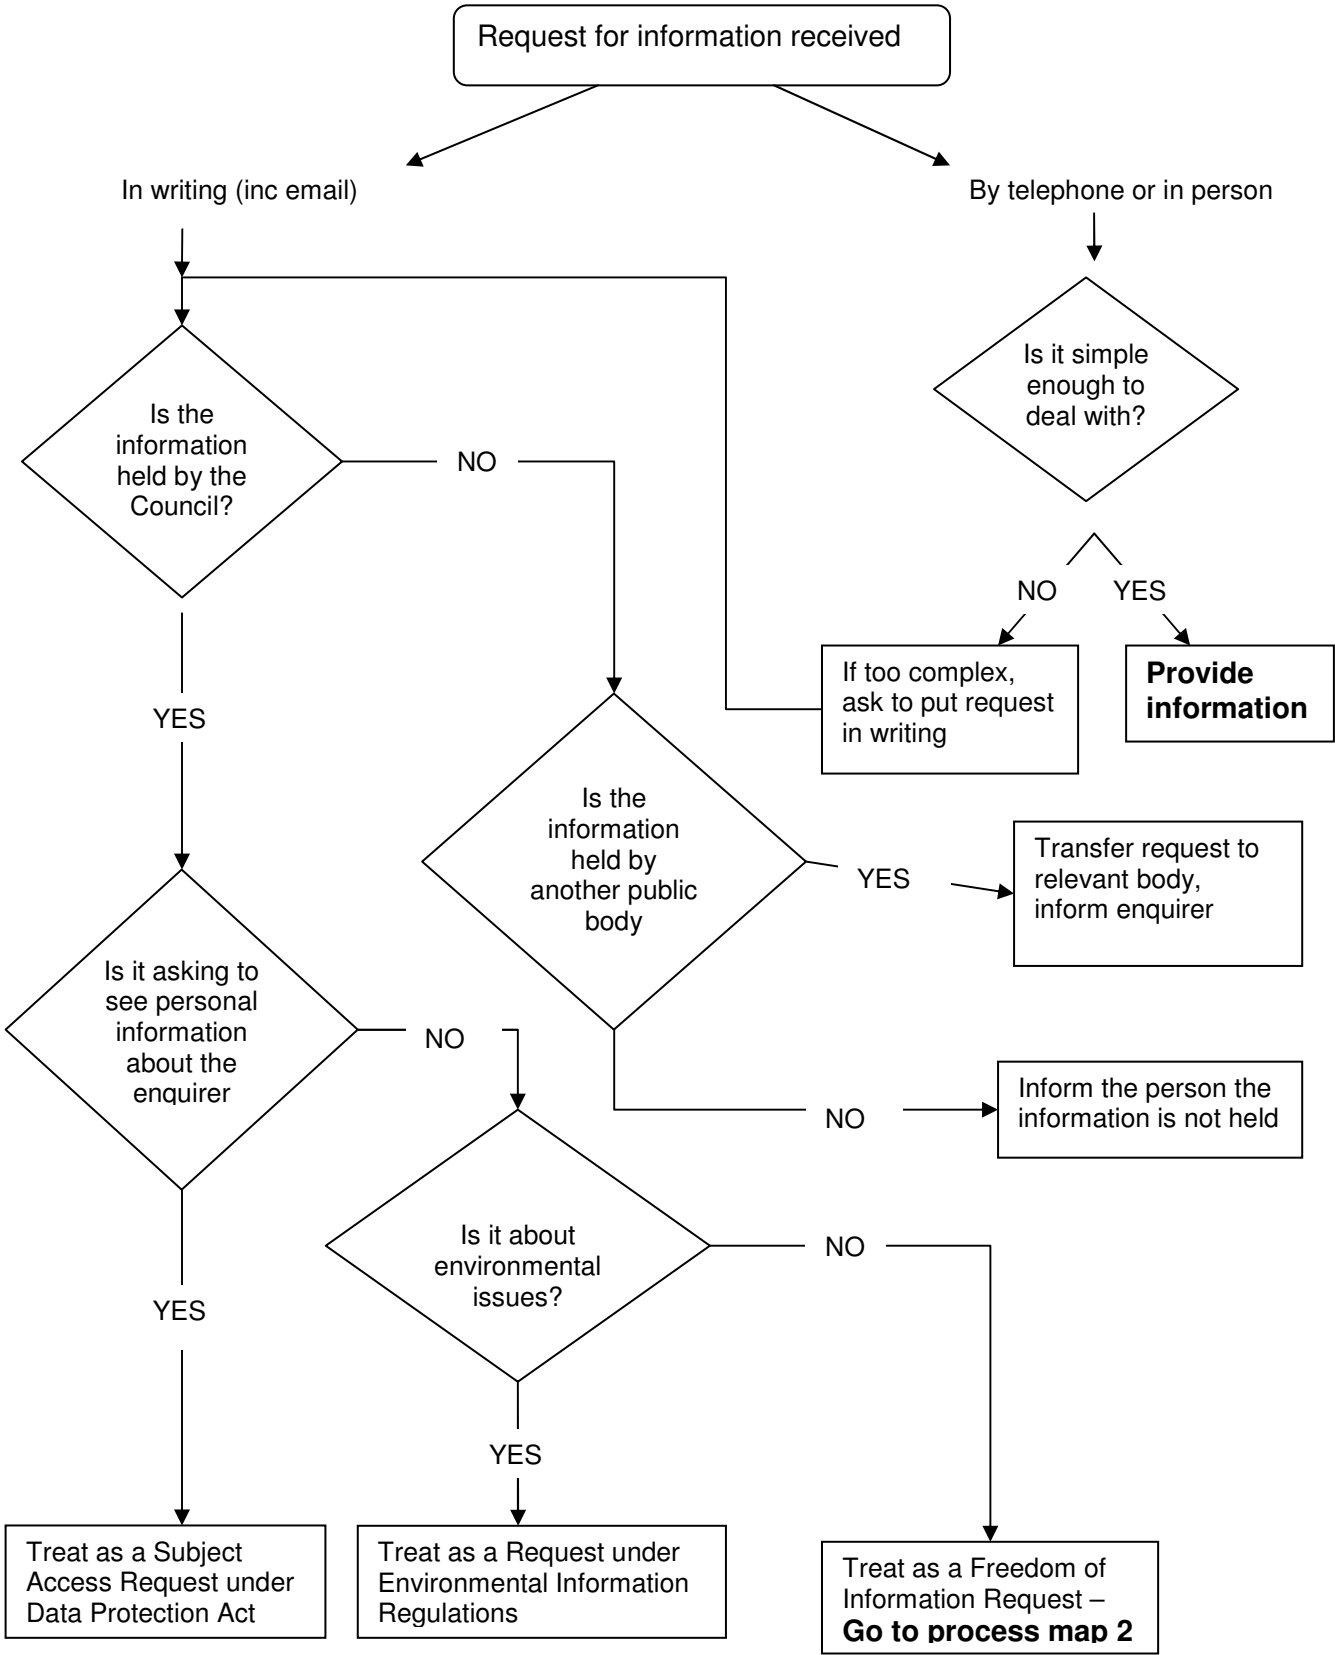 Request for information received
In writing (inc email)
By telephone or in person
Is it simple
enough to
deal with?
Is the
information
held by the
Council?
NO
NO
YES
If too complex,
ask to put request
in writing
Provide
information
YES
Is the
information
held by
another public
body
YES
Transfer request to
relevant body,
inform enquirer
Is it asking to
see personal
information
about the
enquirer
NO
NO
Inform the person the
information is not held
Is it about
environmental
issues?
NO
YES
YES
Treat as a Subject
Access Request under
Data Protection Act
Treat as a Request under
Environmental Information
Regulations
Treat as a Freedom of
Information Request –
Go to process map 2